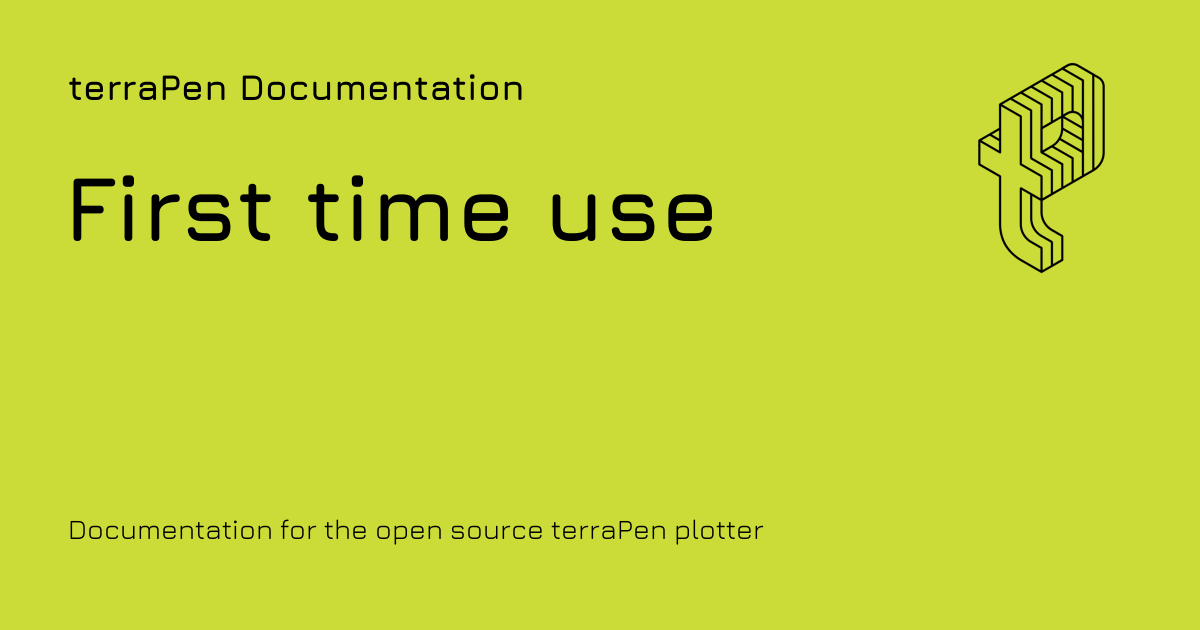 terraPen Documentation
First time use
Documentation for the open source terraPen plotter